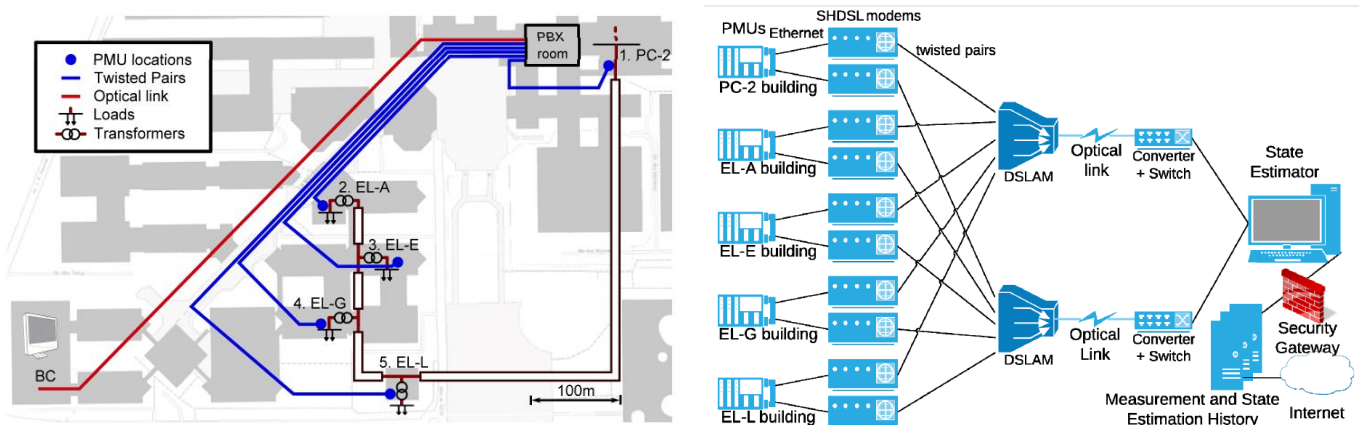 PMU locations
Twisted Pairs
Optical link
Loads
Transformers
PBX
room
1. PC-2
2. EL-A
3. EL-E
4. EL-G
5. EL-L
BC
100m
SHDSL modems
PMUs
Ethernet
twisted pairs
PC-2 building
EL-A building
EL-E building
EL-G building
EL-L building
DSLAM
Optical
link
Converter
+ Switch
State
Estimator
DSLAM
Optical
Link
Converter
+ Switch
Security
Gateway
Measurement and State
Estimation History
Internet